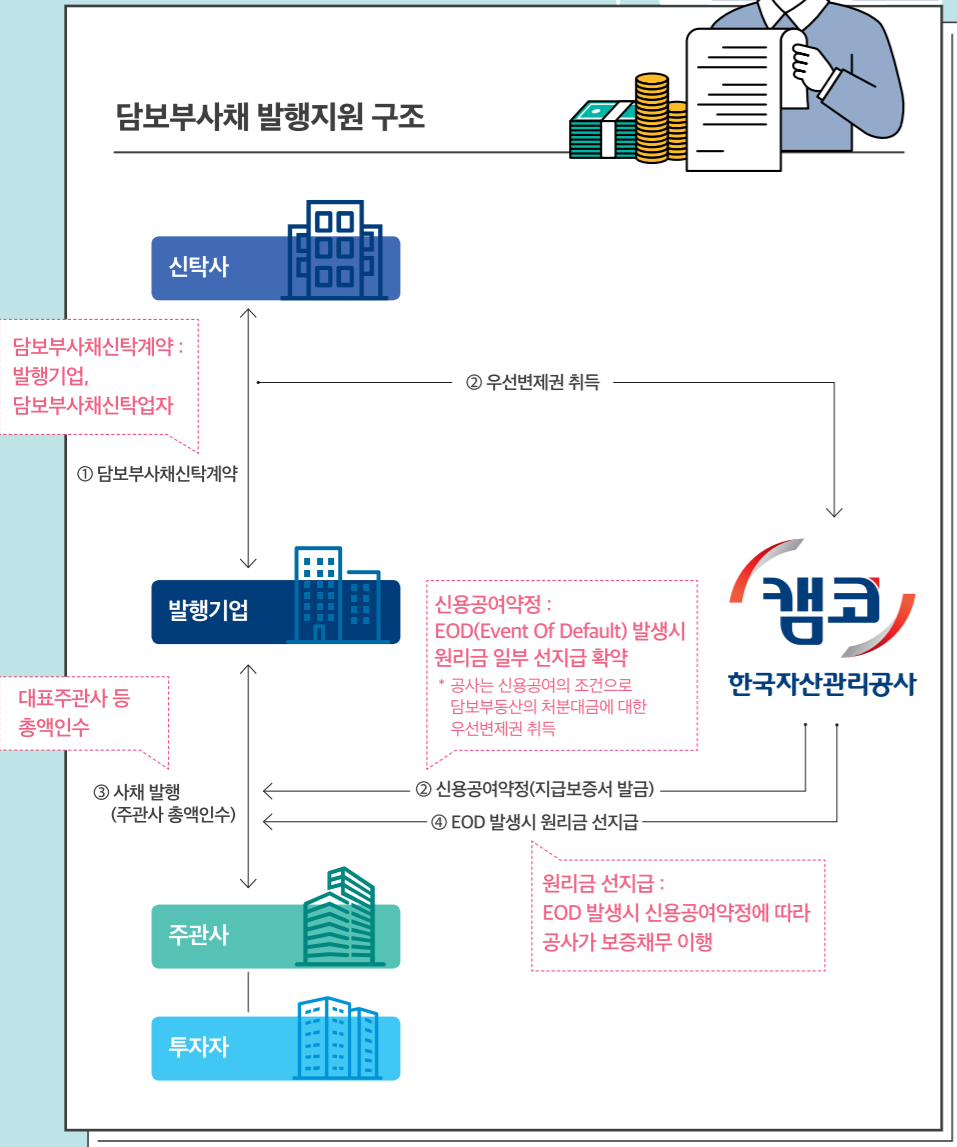 담보부사채 발행지원 구조
신탁사
담보부사채신탁계약 :
발행기업,
담보부사채신탁업자
② 우선변제권 취득
① 담보부사채신탁계약
발행기업
신용공여약정 :
EOD(Event Of Default) 발생시
원리금 일부 선지급 확약
* 공사는 신용공여의 조건으로
담보부동산의 처분대금에 대한
우선변제권 취득
캠코
한국자산관리공사
대표주관사 등
총액인수
③ 사채 발행
(주관사 총액인수)
② 신용공여약정(지급보증서 발금)
④ EOD 발생시 원리금 선지급
원리금 선지급 :
EOD 발생시 신용공여약정에 따라
공사가 보증채무 이행
주관사
투자자